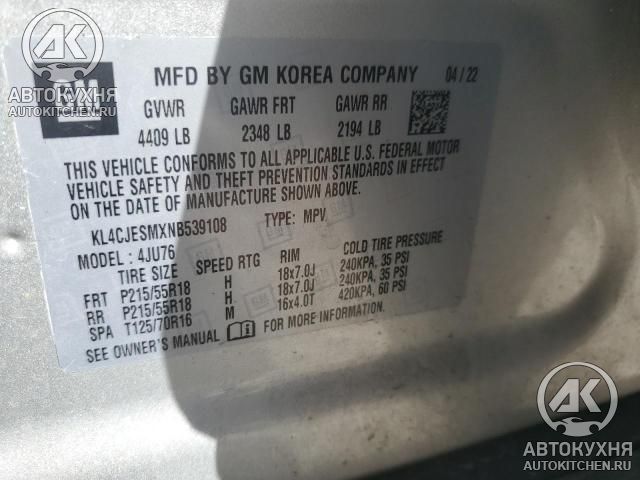 MFD BY GM KOREA COMPANY 04/22
GM
GVWR GAWR FRT GAWR RR
4409 LB 2348 LB 2194 LB
THIS VEHICLE CONFORMS TO ALL APPLICABLE U.S. FEDERAL MOTOR
VEHICLE SAFETY AND THEFT PREVENTION STANDARDS IN EFFECT
ON THE DATE OF MANUFACTURE SHOWN ABOVE.
KL4CJESMXNB539108 TYPE: MPV
MODEL: 4JU76
TIRE SIZE SPEED RTG RIM COLD TIRE PRESSURE
FRT P215/55R18 H 18x7.0J 240KPA, 35 PSI
RR P215/55R18 H 18x7.0J 240KPA, 35 PSI
SPA T125/70R16 M 16x4.0T 420KPA, 60 PSI
SEE OWNER'S MANUAL FOR MORE INFORMATION
АК
АВТОКУХНЯ
AUTOKITCHEN.RU
АК
АВТОКУХНЯ
AUTOKITCHEN.RU